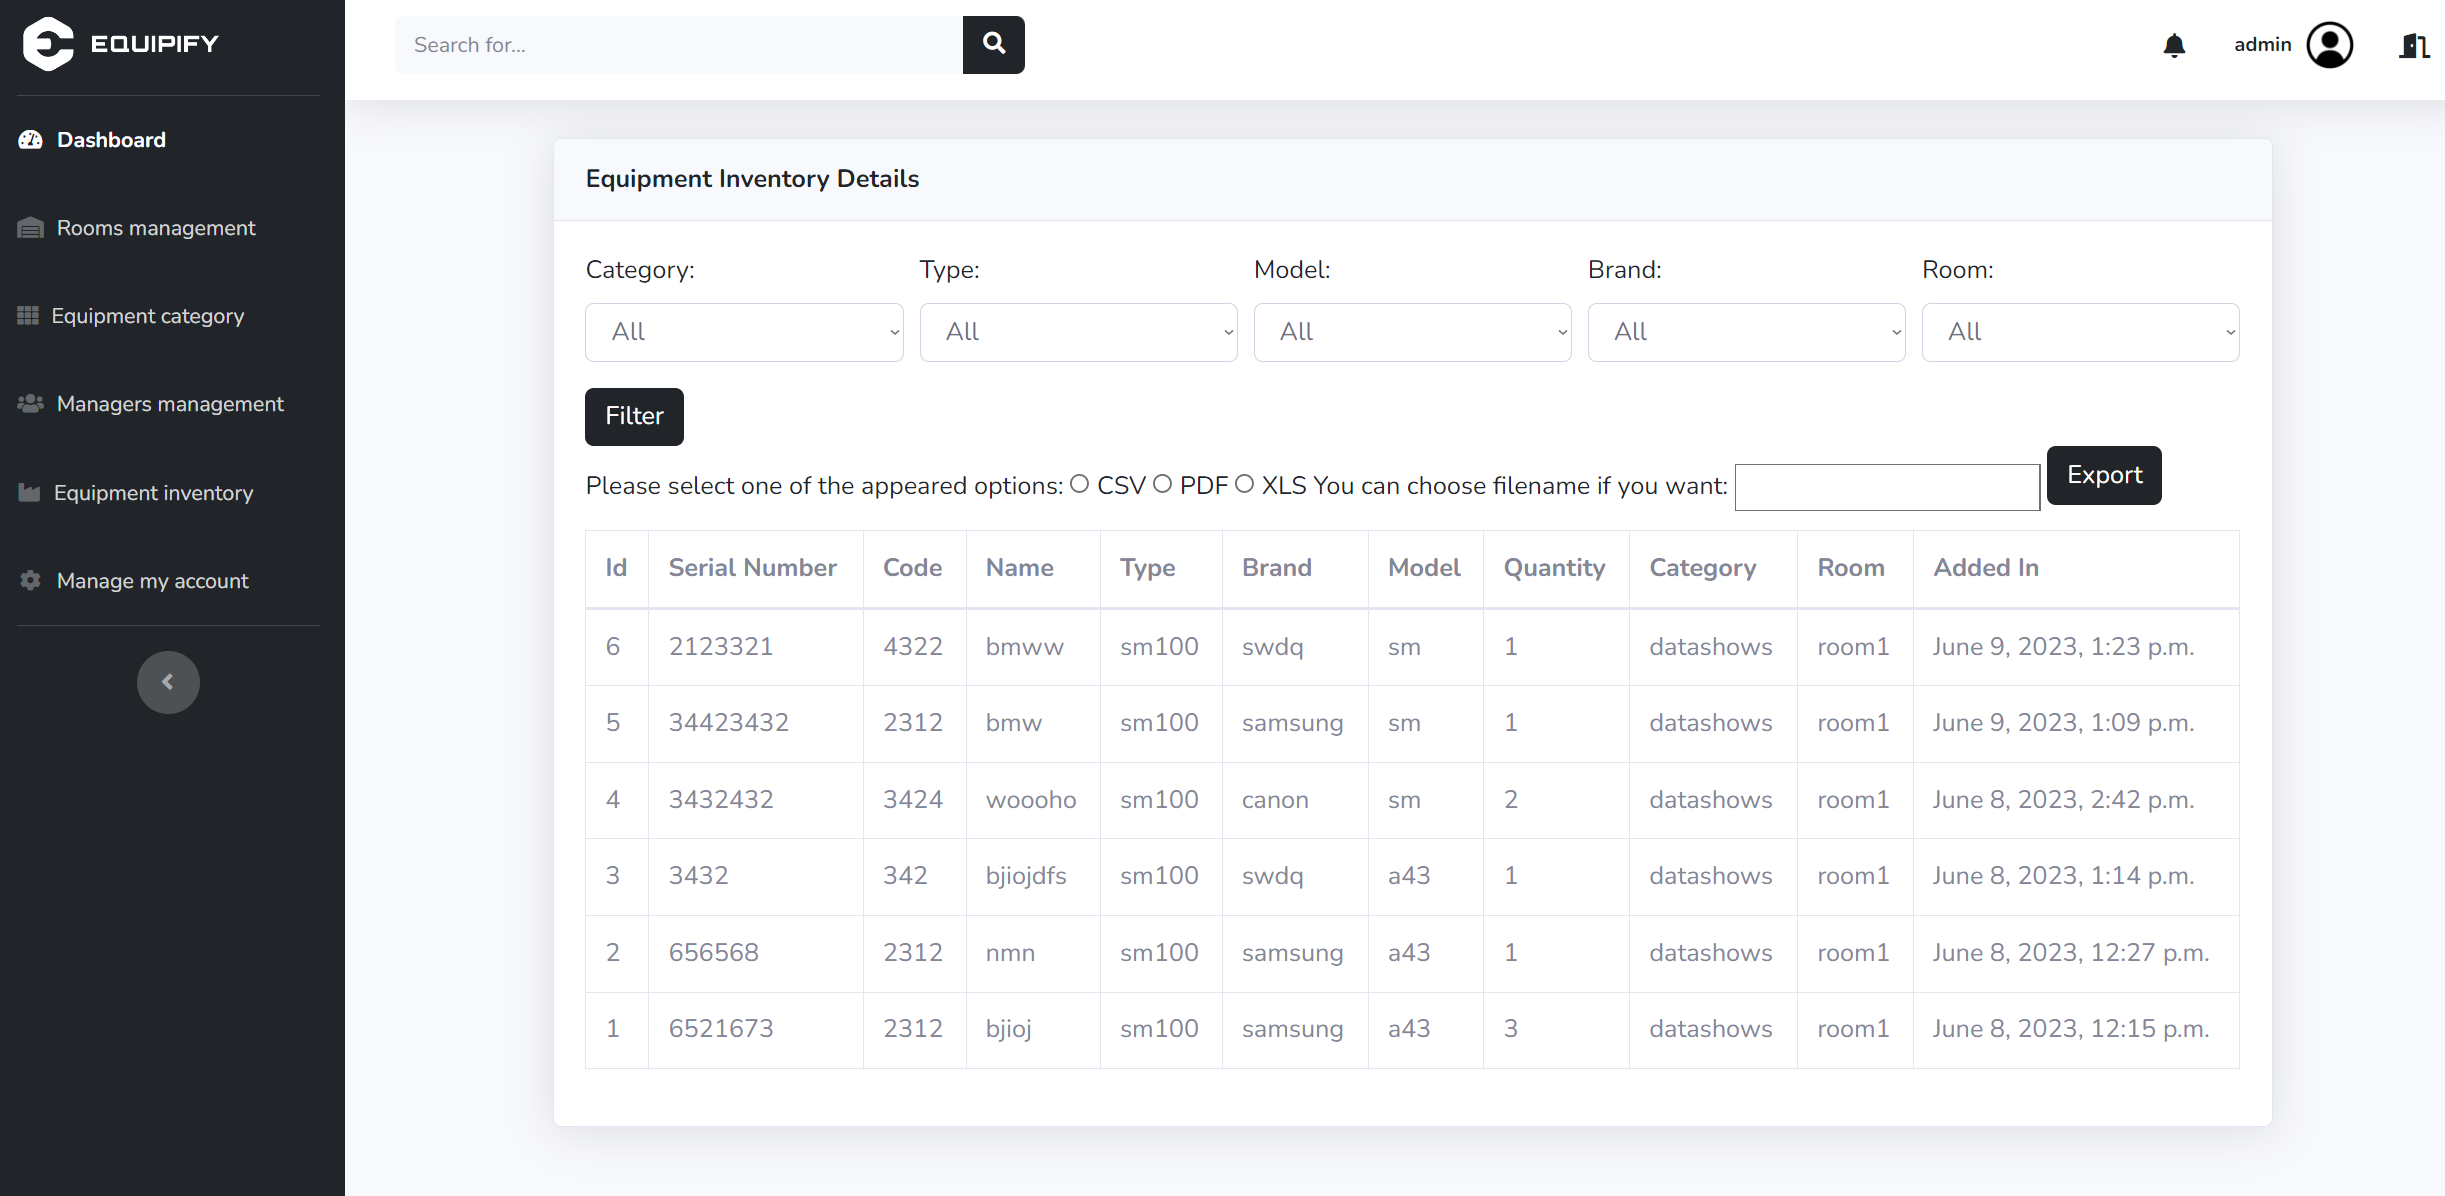 EQUIPIFY
Search for...
admin
Dashboard
Rooms management
Equipment category
Managers management
Equipment inventory
Manage my account
Equipment Inventory Details
Category: Type: Model: Brand: Room:
All All All All All
Filter
Please select one of the appeared options: CSV PDF XLS You can choose filename if you want: Export
Id Serial Number Code Name Type Brand Model Quantity Category Room Added In
6 2123321 4322 bmww sm100 swdq sm 1 datashows room1 June 9, 2023, 1:23 p.m.
5 34423432 2312 bmw sm100 samsung sm 1 datashows room1 June 9, 2023, 1:09 p.m.
4 3432432 3424 woooho sm100 canon sm 2 datashows room1 June 8, 2023, 2:42 p.m.
3 3432 342 bjiojdfs sm100 swdq a43 1 datashows room1 June 8, 2023, 1:14 p.m.
2 656568 2312 nmn sm100 samsung a43 1 datashows room1 June 8, 2023, 12:27 p.m.
1 6521673 2312 bjioj sm100 samsung a43 3 datashows room1 June 8, 2023, 12:15 p.m.